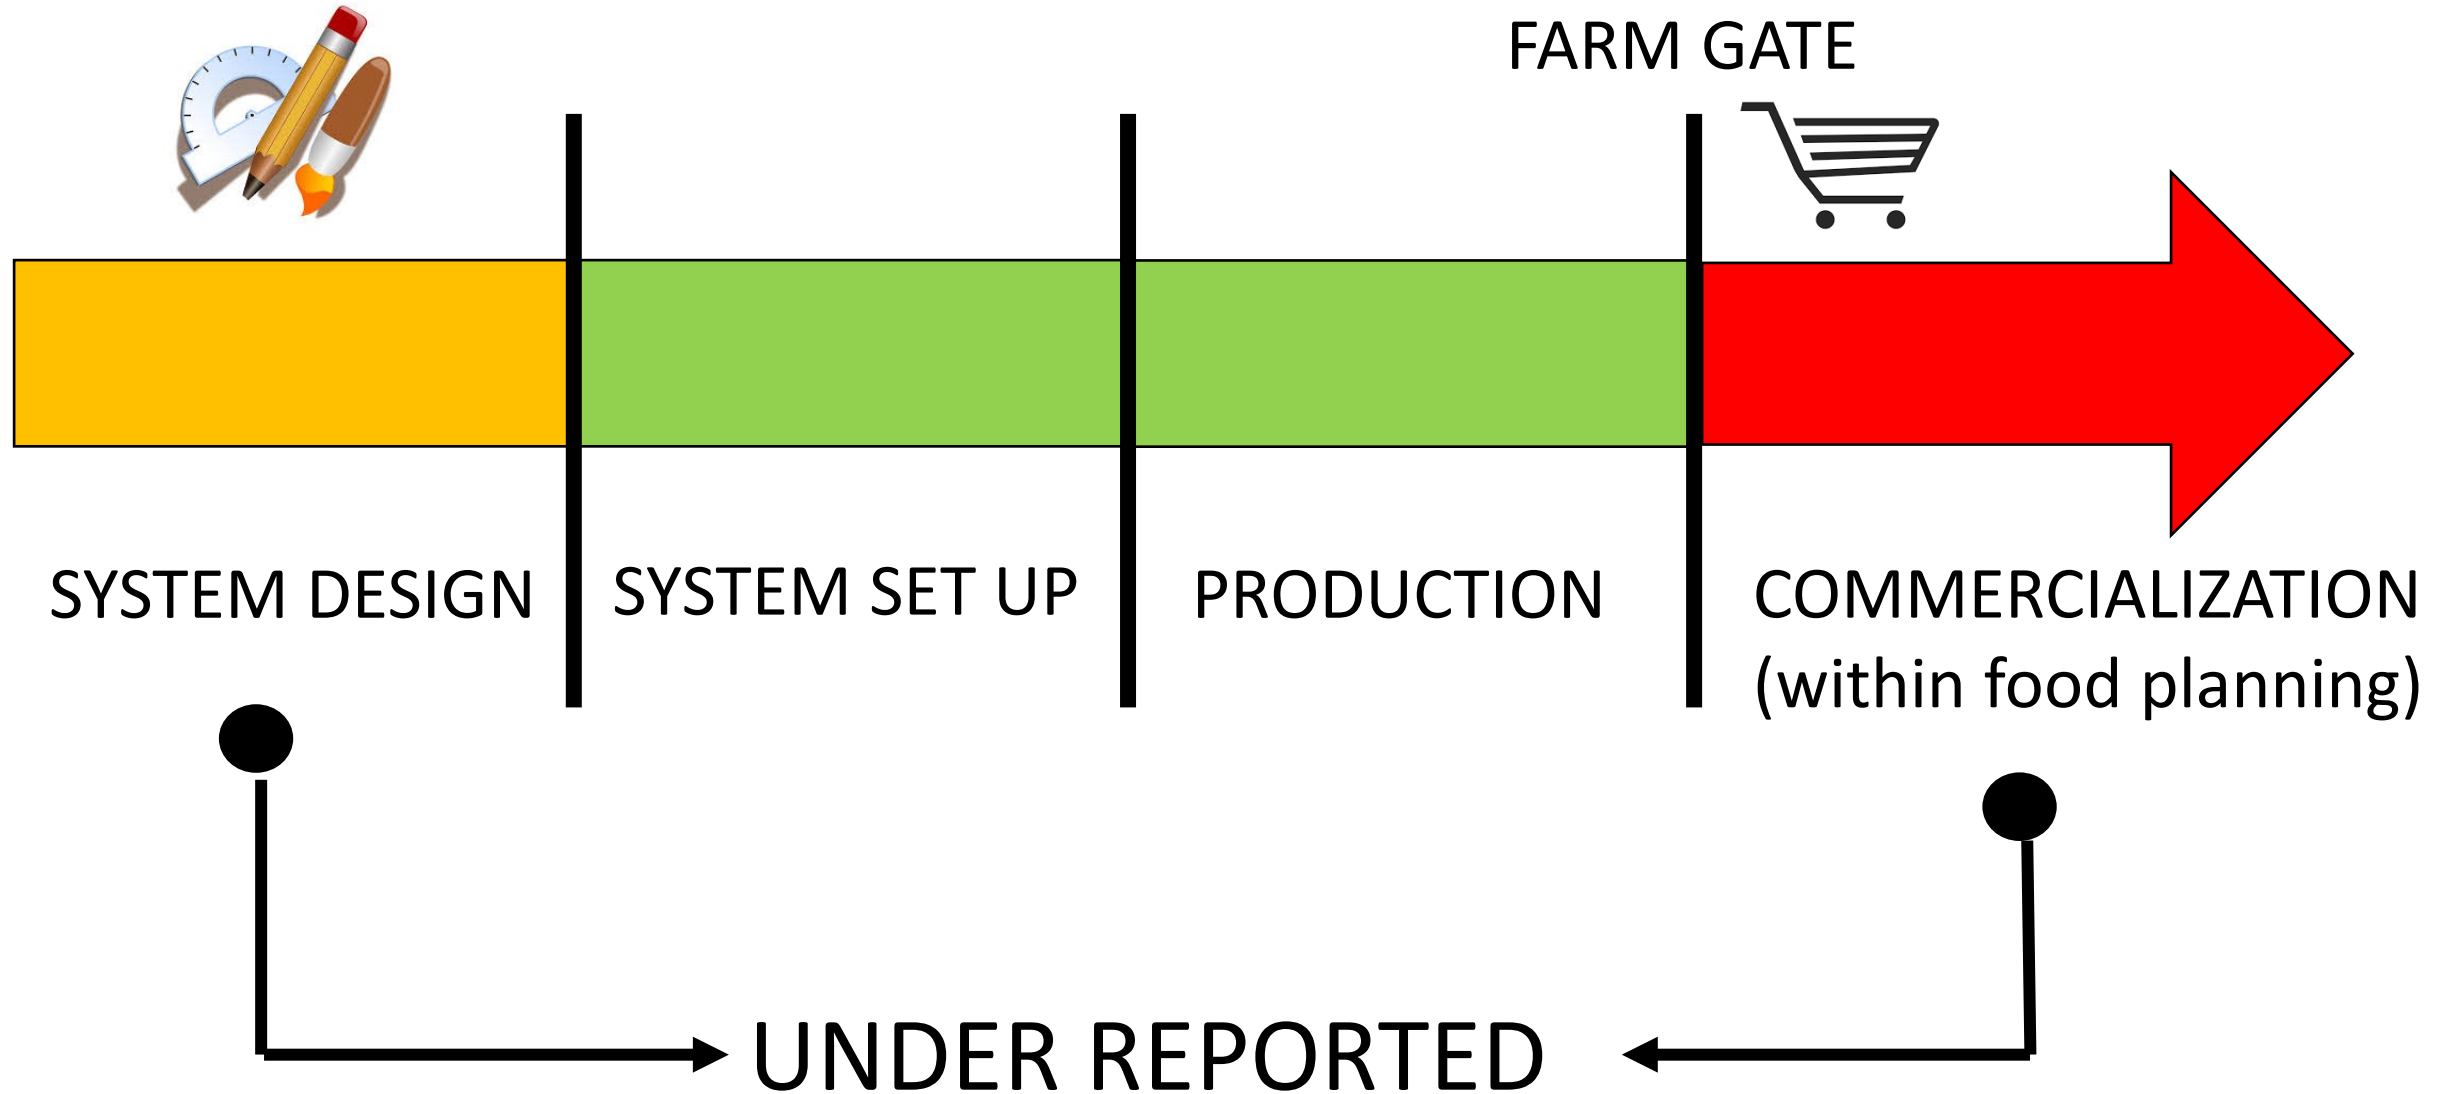 FARM GATE
SYSTEM DESIGN
SYSTEM SET UP
PRODUCTION
COMMERCIALIZATION
(within food planning)
UNDER REPORTED